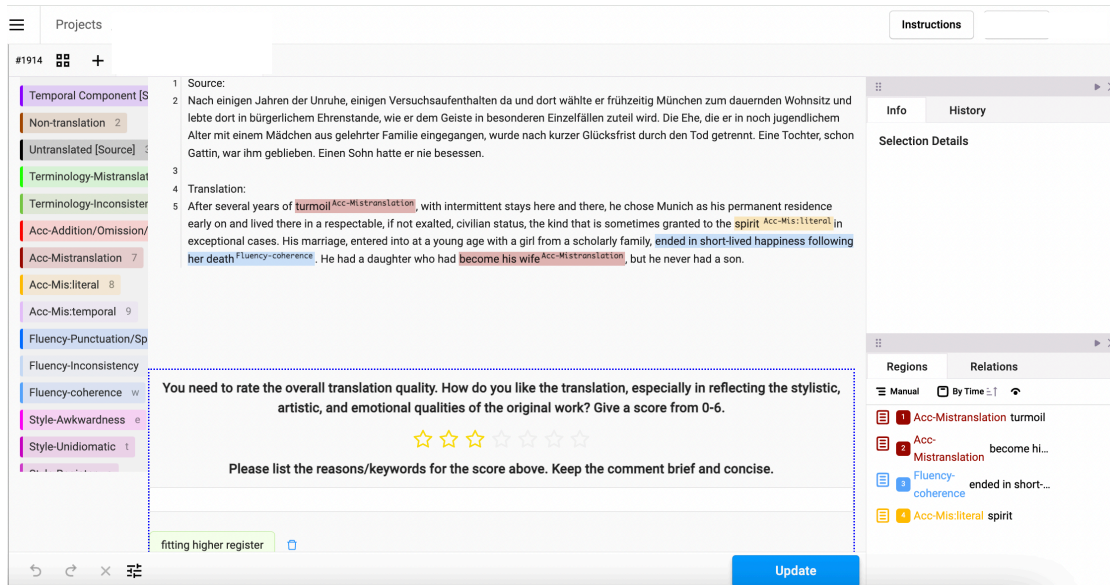 Projects
Instructions
#1914
Temporal Component [S
Non-translation 2
Untranslated [Source] 3
Terminology-Mistranslat
Terminology-Inconsister
Acc-Addition/Omission/
Acc-Mistranslation 7
Acc-Mis:literal 8
Acc-Mis:temporal 9
Fluency-Punctuation/Sp
Fluency-Inconsistency
Fluency-coherence w
Style-Awkwardness e
Style-Unidiomatic t
1 Source:
2 Nach einigen Jahren der Unruhe, einigen Versuchsaufenthalten da und dort wählte er frühzeitig München zum dauernden Wohnsitz und
lebte dort in bürgerlichem Ehrenstande, wie er dem Geiste in besonderen Einzelfällen zuteil wird. Die Ehe, die er in noch jugendlichem
Alter mit einem Mädchen aus gelehrter Familie eingegangen, wurde nach kurzer Glücksfrist durch den Tod getrennt. Eine Tochter, schon
Gattin, war ihm geblieben. Einen Sohn hatte er nie besessen.
3
4 Translation:
5 After several years of turmoil Acc-Mistranslation, with intermittent stays here and there, he chose Munich as his permanent residence
early on and lived there in a respectable, if not exalted, civilian status, the kind that is sometimes granted to the spirit Acc-Mis:literal in
exceptional cases. His marriage, entered into at a young age with a girl from a scholarly family, ended in short-lived happiness following
her death Fluency-coherence. He had a daughter who had become his wife Acc-Mistranslation, but he never had a son.
You need to rate the overall translation quality. How do you like the translation, especially in reflecting the stylistic,
artistic, and emotional qualities of the original work? Give a score from 0-6.
Please list the reasons/keywords for the score above. Keep the comment brief and concise.
fitting higher register
Update
Info History
Selection Details
Regions Relations
Manual By Time
1 Acc-Mistranslation turmoil
2 Acc-
Mistranslation become hi...
3 Fluency-
coherence ended in short-...
4 Acc-Mis:literal spirit